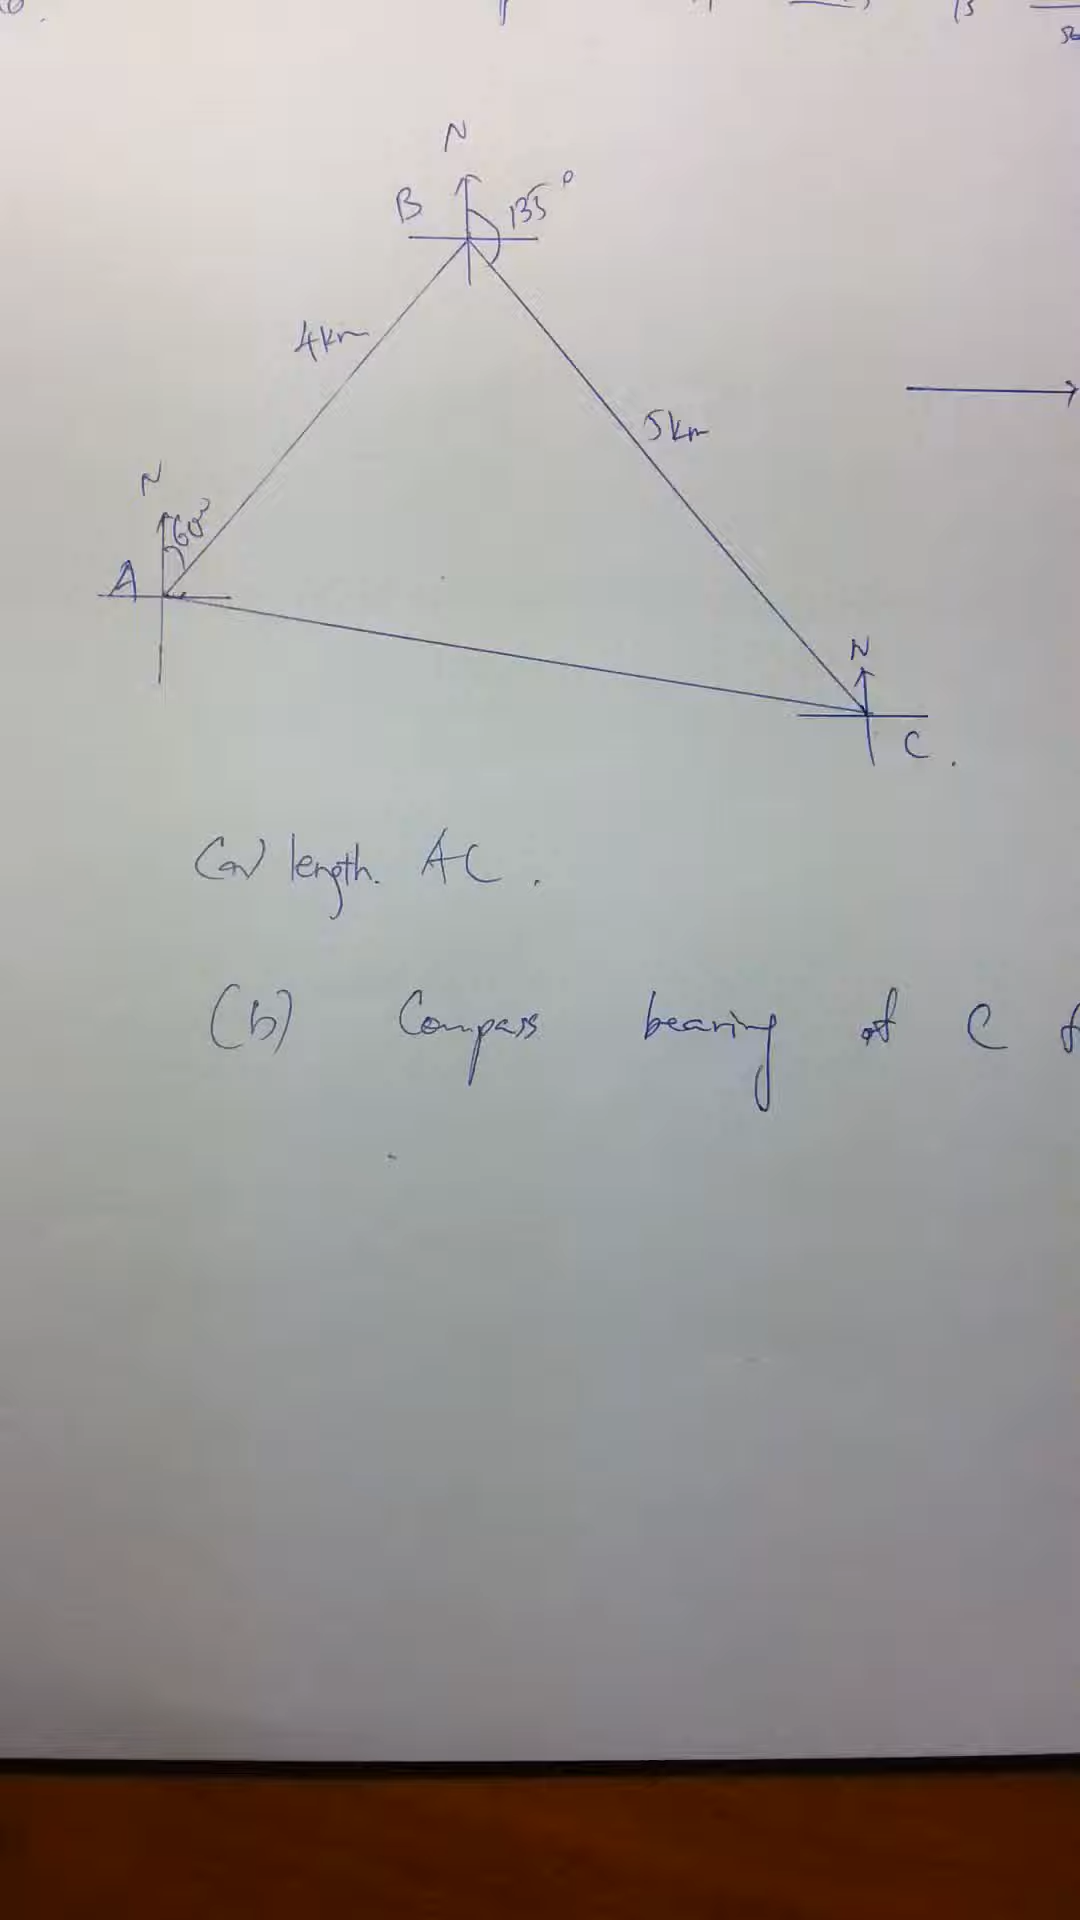 N
B 135°
4km
5km
N
60°
A
N
C.
(a) length. AC.
(b) Compass bearing of C